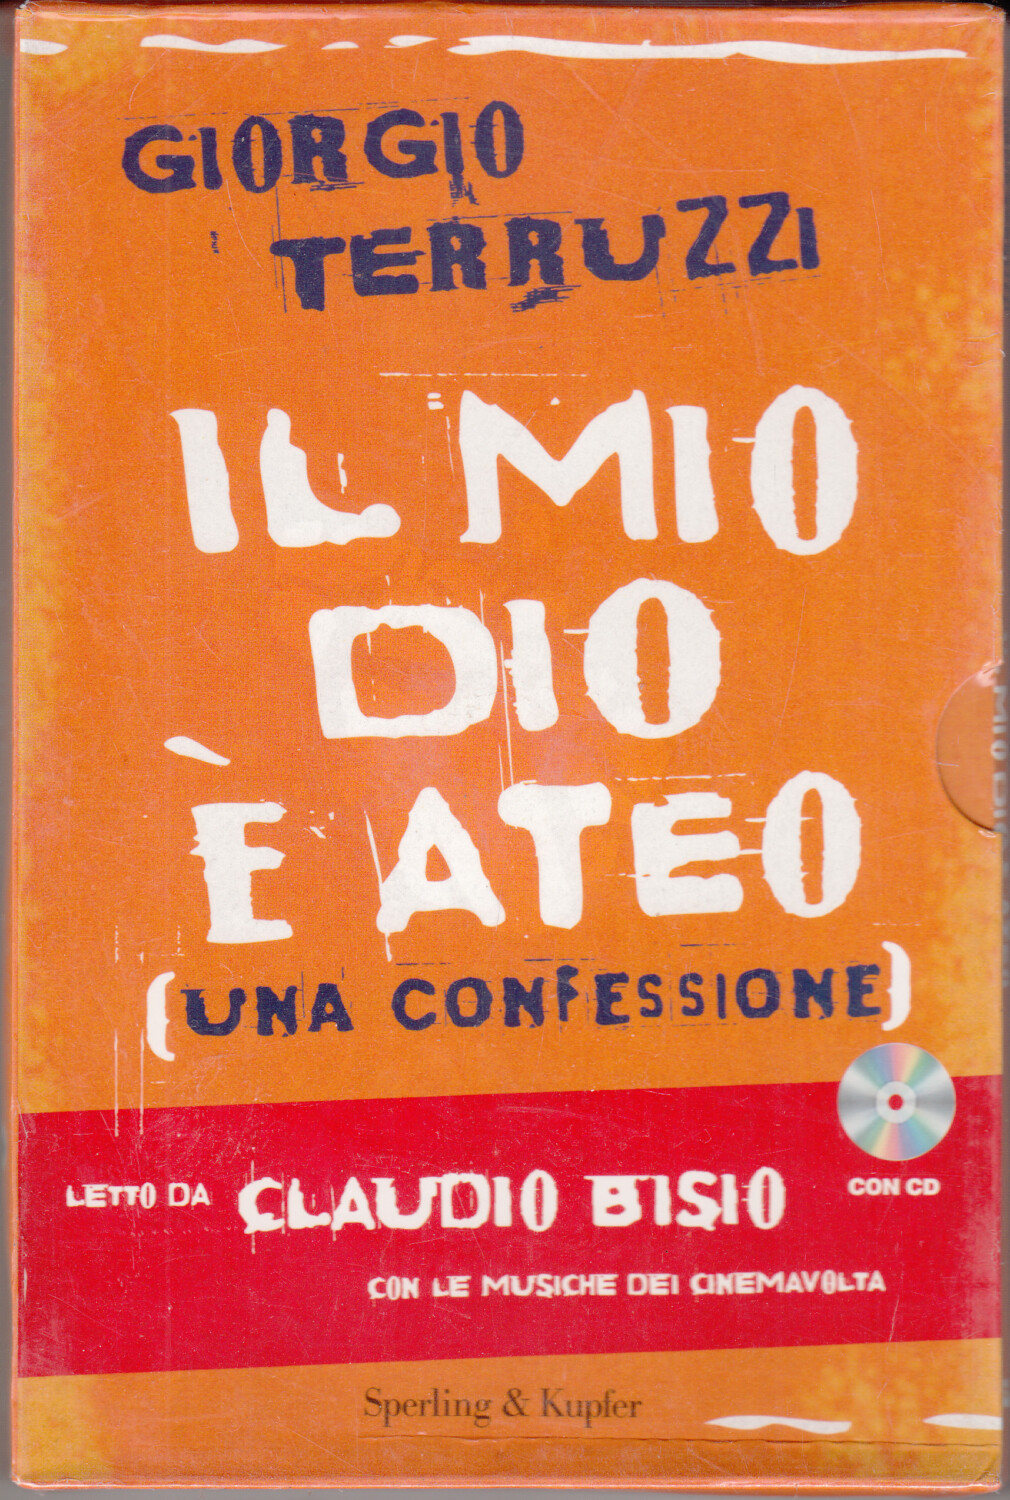 GIORGIO
TERRUZZI
IL MIO
DIO
È ATEO
(UNA CONFESSIONE)
LETTO DA CLAUDIO BISIO
CON CD
CON LE MUSICHE DEI CINEMAVOLTA
Sperling & Kupfer